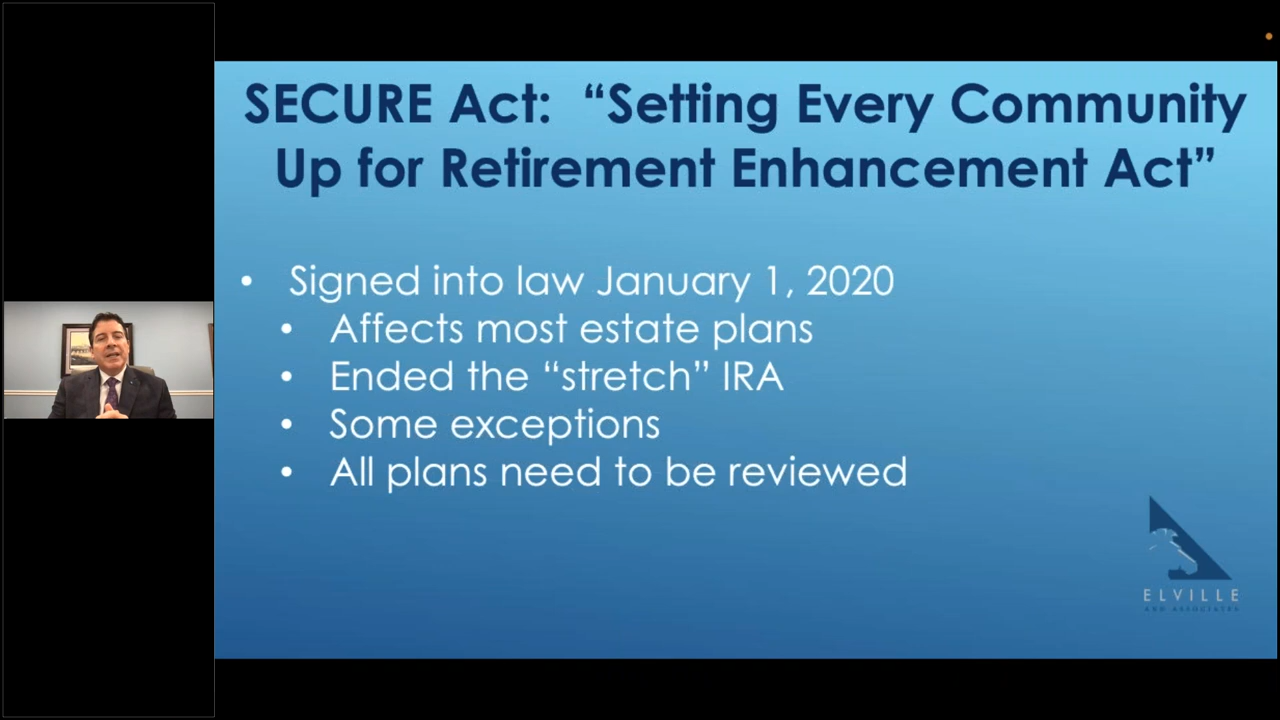 SECURE Act: “Setting Every Community
Up for Retirement Enhancement Act”
• Signed into law January 1, 2020
• Affects most estate plans
• Ended the “stretch” IRA
• Some exceptions
• All plans need to be reviewed
ELVILLE
AND ASSOCIATES